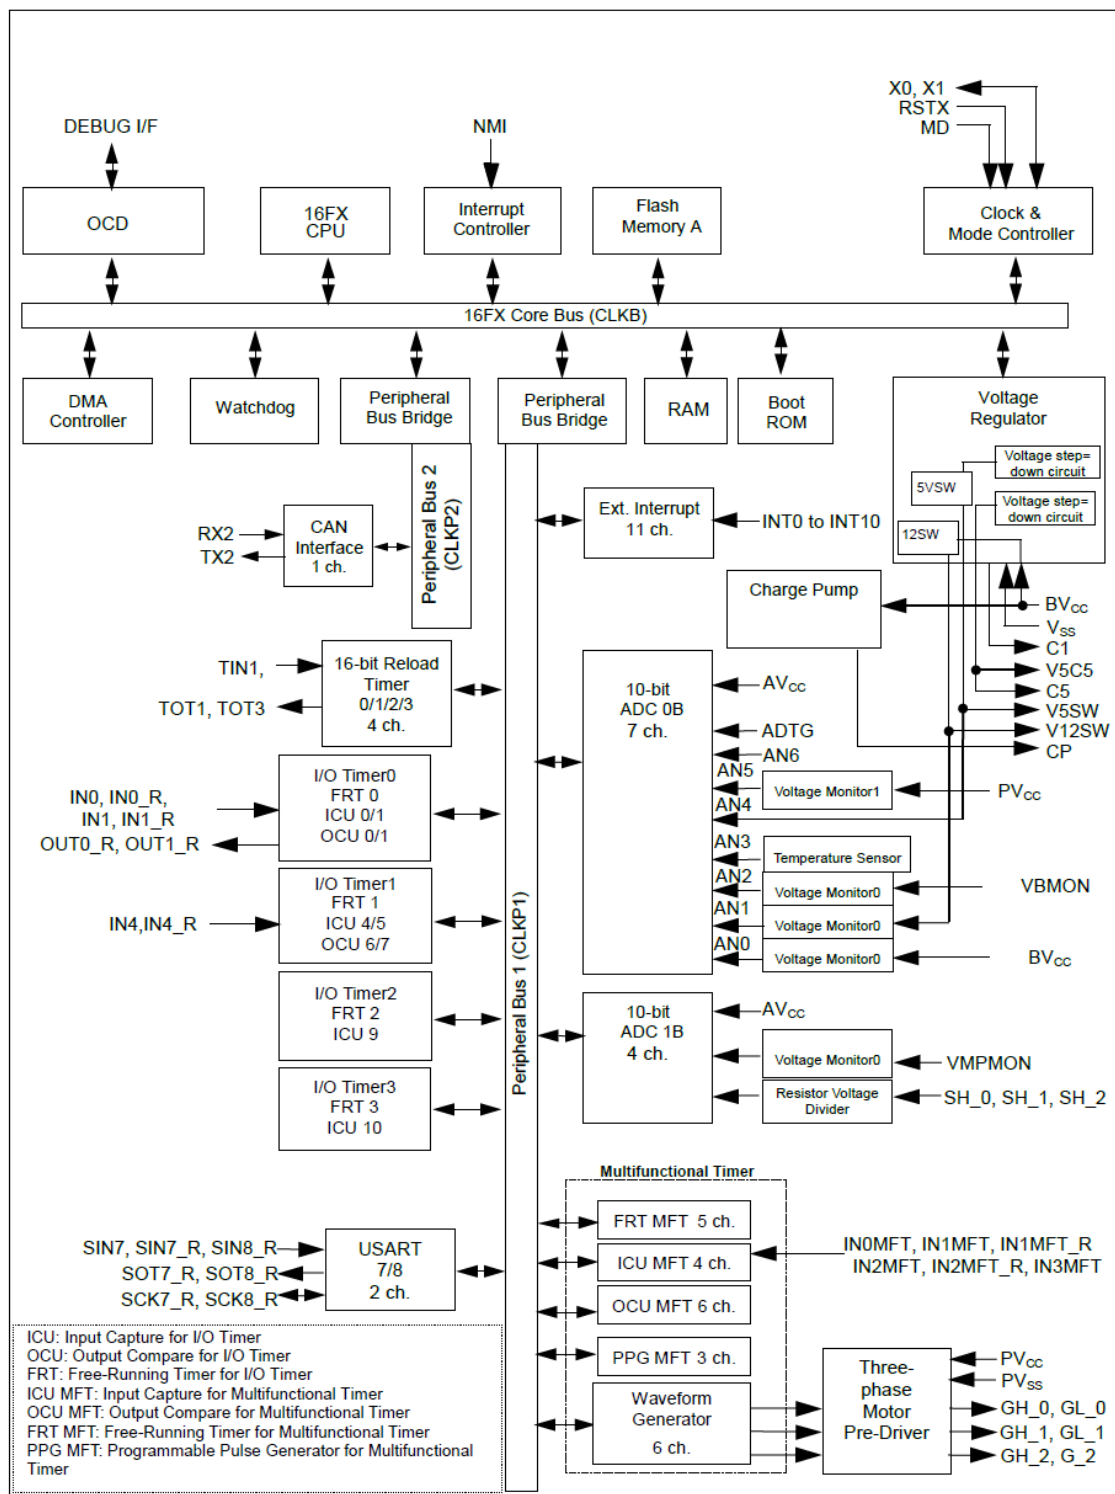 X0, X1
RSTX
MD
DEBUG I/F
NMI
OCD
16FX
CPU
Interrupt
Controller
Flash
Memory A
Clock &
Mode Controller
16FX Core Bus (CLKB)
DMA
Controller
Watchdog
Peripheral
Bus Bridge
Peripheral
Bus Bridge
RAM
Boot
ROM
Voltage
Regulator
Voltage step=
down circuit
5VSW
Voltage step=
down circuit
12SW
Peripheral Bus 2
(CLKP2)
RX2
TX2
CAN
Interface
1 ch.
Ext. Interrupt
11 ch.
INT0 to INT10
Charge Pump
BVCC
VSS
C1
V5C5
C5
V5SW
V12SW
CP
TIN1,
TOT1, TOT3
16-bit Reload
Timer
0/1/2/3
4 ch.
10-bit
ADC 0B
7 ch.
AVCC
ADTG
AN6
AN5
Voltage Monitor1
PVCC
AN4
AN3
Temperature Sensor
AN2
Voltage Monitor0
VBMON
AN1
Voltage Monitor0
AN0
Voltage Monitor0
BVCC
IN0, IN0_R,
IN1, IN1_R
OUT0_R, OUT1_R
I/O Timer0
FRT 0
ICU 0/1
OCU 0/1
IN4,IN4_R
I/O Timer1
FRT 1
ICU 4/5
OCU 6/7
I/O Timer2
FRT 2
ICU 9
I/O Timer3
FRT 3
ICU 10
Peripheral Bus 1 (CLKP1)
10-bit
ADC 1B
4 ch.
AVCC
Voltage Monitor0
VMPMON
Resistor Voltage
Divider
SH_0, SH_1, SH_2
Multifunctional Timer
FRT MFT 5 ch.
ICU MFT 4 ch.
OCU MFT 6 ch.
PPG MFT 3 ch.
Waveform
Generator
6 ch.
IN0MFT, IN1MFT, IN1MFT_R
IN2MFT, IN2MFT_R, IN3MFT
SIN7, SIN7_R, SIN8_R
SOT7_R, SOT8_R
SCK7_R, SCK8_R
USART
7/8
2 ch.
Three-
phase
Motor
Pre-Driver
PVCC
PVSS
GH_0, GL_0
GH_1, GL_1
GH_2, G_2
ICU: Input Capture for I/O Timer
OCU: Output Compare for I/O Timer
FRT: Free-Running Timer for I/O Timer
ICU MFT: Input Capture for Multifunctional Timer
OCU MFT: Output Compare for Multifunctional Timer
FRT MFT: Free-Running Timer for Multifunctional Timer
PPG MFT: Programmable Pulse Generator for Multifunctional
Timer